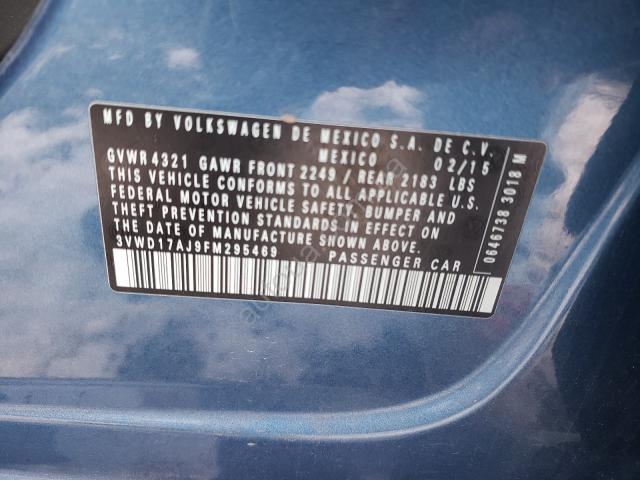 MFD BY VOLKSWAGEN DE MEXICO S.A. DE C.V.
MEXICO 02/15
GVWR 4321 GAWR FRONT 2249 / REAR 2183 LBS
THIS VEHICLE CONFORMS TO ALL APPLICABLE U.S.
FEDERAL MOTOR VEHICLE SAFETY, BUMPER AND
THEFT PREVENTION STANDARDS IN EFFECT ON
THE DATE OF MANUFACTURE SHOWN ABOVE.
3VWD17AJ9FM295469 PASSENGER CAR
0646738 3018 M